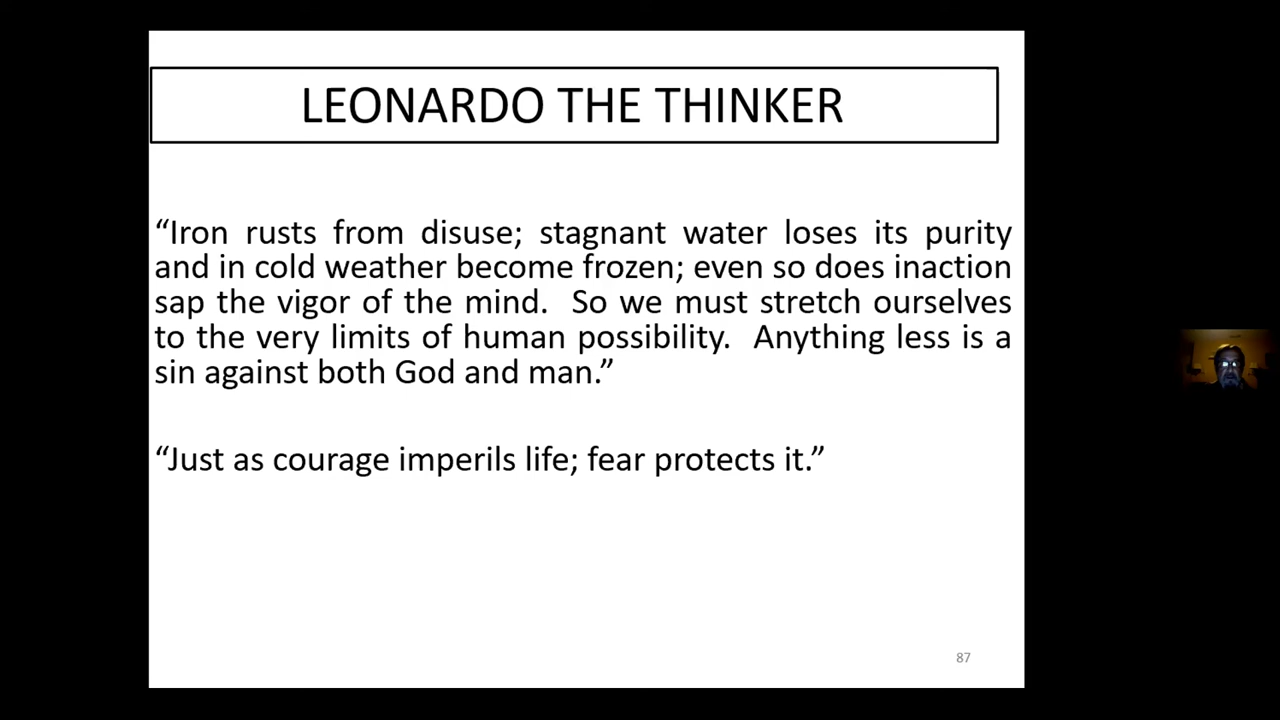 LEONARDO THE THINKER
“Iron rusts from disuse; stagnant water loses its purity
and in cold weather become frozen; even so does inaction
sap the vigor of the mind.  So we must stretch ourselves
to the very limits of human possibility.  Anything less is a
sin against both God and man.”
“Just as courage imperils life; fear protects it.”
87